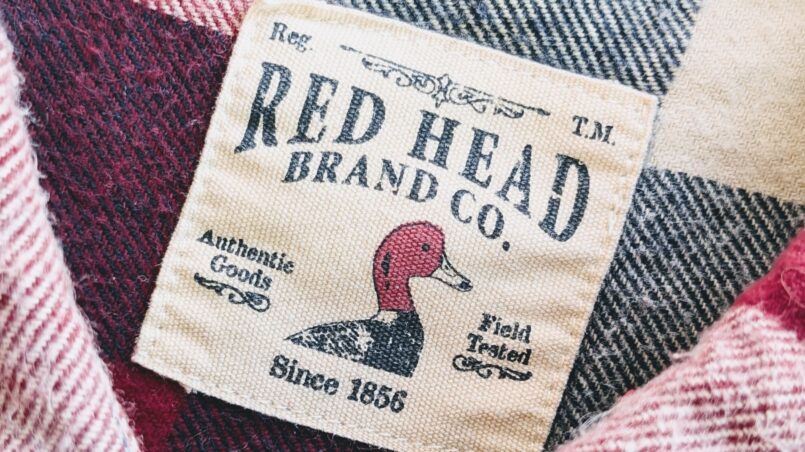 Reg.
T.M.
RED HEAD
BRAND CO.
Authentic
Goods
Field
Tested
Since 1856